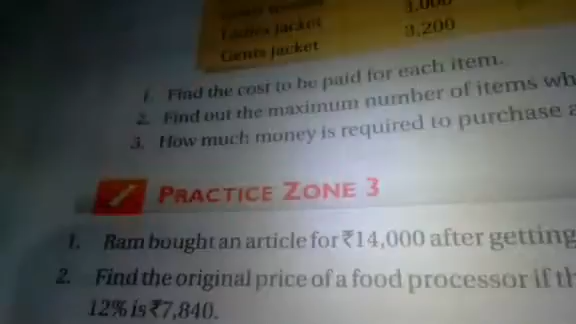 3,000
Ladies Jacket
3,200
Gents Jacket
1. Find the cost to be paid for each item.
2. Find out the maximum number of items wh
3. How much money is required to purchase a
PRACTICE ZONE 3
1. Ram bought an article for ₹14,000 after getting
2. Find the original price of a food processor if th
12% is ₹7,840.